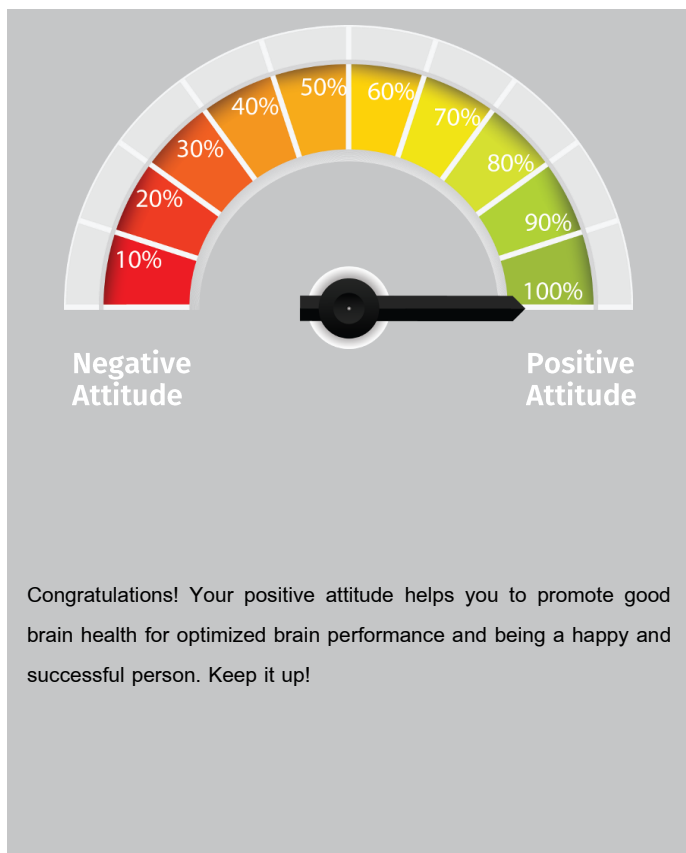 10%
20%
30%
40%
50%
60%
70%
80%
90%
100%
Negative
Attitude
Positive
Attitude
Congratulations! Your positive attitude helps you to promote good
brain health for optimized brain performance and being a happy and
successful person. Keep it up!